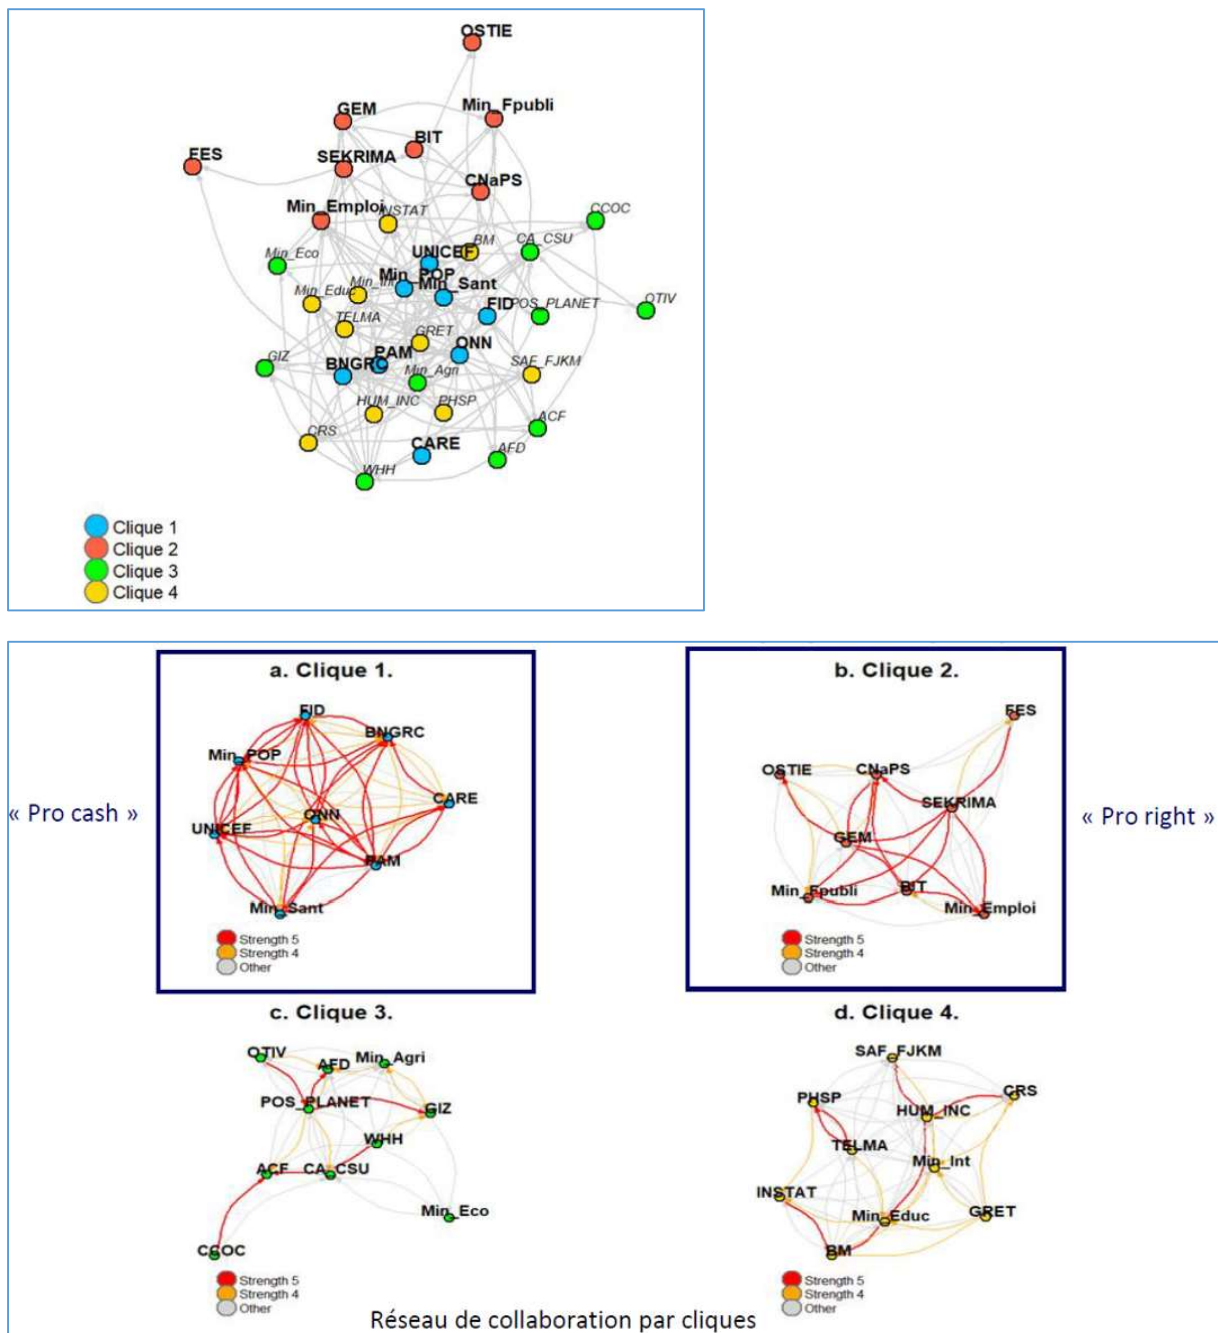 OSTIE
GEM
Min_Fpubli
BIT
FES
SEKRIMA
CNaPS
Min_Emploi
INSTAT
CCOC
Min_Eco
BM
CA_CSU
UNICEF
Min_POP
Min_Int
Min_Sant
Min_Educ
FID
POS_PLANET
OTIV
TELMA
GRET
ONN
GIZ
PAM
BNGRC
Min_Agri
SAF_FJKM
HUM_INC
PHSP
ACF
CRS
CARE
AFD
WHH
Clique 1
Clique 2
Clique 3
Clique 4
a. Clique 1.
FID
BNGRC
Min_POP
CARE
ONN
UNICEF
PAM
Min_Sant
Strength 5
Strength 4
Other
« Pro cash »
b. Clique 2.
FES
OSTIE
CNaPS
SEKRIMA
GEM
Min_Fpubli
BIT
Min_Emploi
Strength 5
Strength 4
Other
« Pro right »
c. Clique 3.
OTIV
AFD
Min_Agri
POS_PLANET
GIZ
WHH
ACF
CA_CSU
Min_Eco
CCOC
Strength 5
Strength 4
Other
d. Clique 4.
SAF_FJKM
PHSP
HUM_INC
CRS
TELMA
Min_Int
INSTAT
Min_Educ
GRET
BM
Strength 5
Strength 4
Other
Réseau de collaboration par cliques